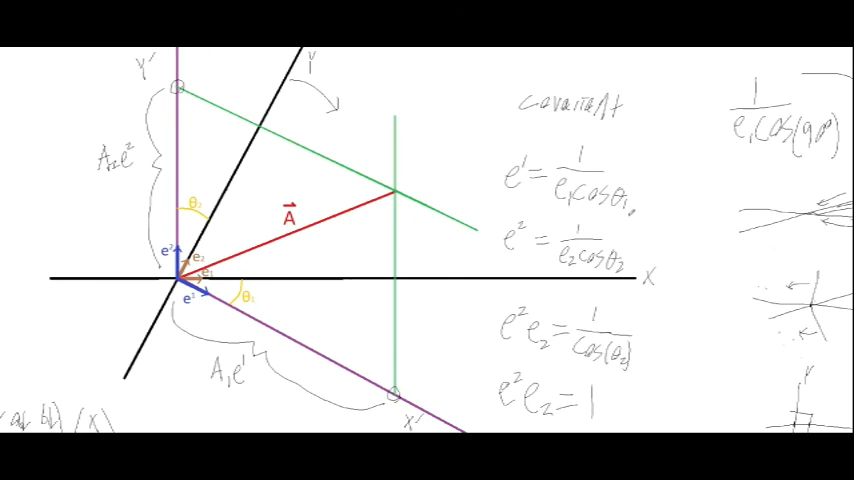 Y'
Y
covariant
1
e₁cos(90)
A₂e²
θ₂
A
e¹ = 1/e₁cosθ₁
e² = 1/e₂cosθ₂
e²
e₂
e₁
X
e¹
θ₁
e²e₂ = 1/cos(θ₂)
A₁e¹
e²e₂ = 1
X'
Y